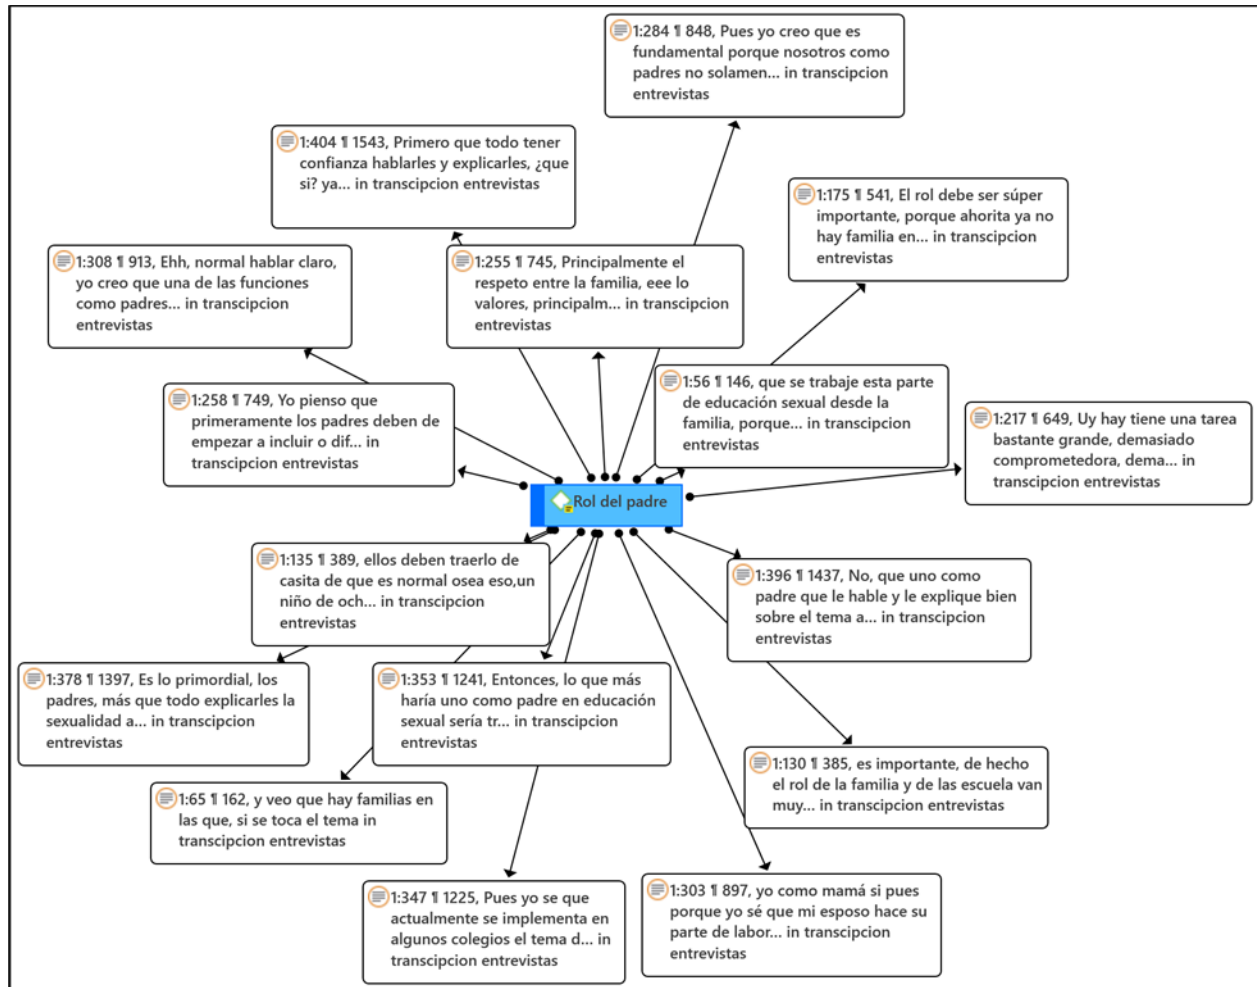 1:284 ¶ 848, Pues yo creo que es
fundamental porque nosotros como
padres no solamen... in transcipcion
entrevistas
1:404 ¶ 1543, Primero que todo tener
confianza hablarles y explicarles, ¿que
si? ya... in transcipcion entrevistas
1:175 ¶ 541, El rol debe ser súper
importante, porque ahorita ya no
hay familia en... in transcipcion
entrevistas
1:308 ¶ 913, Ehh, normal hablar claro,
yo creo que una de las funciones
como padres... in transcipcion
entrevistas
1:255 ¶ 745, Principalmente el
respeto entre la familia, eee lo
valores, principalm... in transcipcion
entrevistas
1:56 ¶ 146, que se trabaje esta parte
de educación sexual desde la
familia, porque... in transcipcion
entrevistas
1:258 ¶ 749, Yo pienso que
primeramente los padres deben de
empezar a incluir o dif... in
transcipcion entrevistas
1:217 ¶ 649, Uy hay tiene una tarea
bastante grande, demasiado
comprometedora, dema... in
transcipcion entrevistas
Rol del padre
1:135 ¶ 389, ellos deben traerlo de
casita de que es normal osea eso,un
niño de och... in transcipcion
entrevistas
1:396 ¶ 1437, No, que uno como
padre que le hable y le explique bien
sobre el tema a... in transcipcion
entrevistas
1:378 ¶ 1397, Es lo primordial, los
padres, más que todo explicarles la
sexualidad a... in transcipcion
entrevistas
1:353 ¶ 1241, Entonces, lo que más
haría uno como padre en educación
sexual sería tr... in transcipcion
entrevistas
1:130 ¶ 385, es importante, de hecho
el rol de la familia y de las escuela van
muy... in transcipcion entrevistas
1:65 ¶ 162, y veo que hay familias en
las que, si se toca el tema in
transcipcion entrevistas
1:347 ¶ 1225, Pues yo se que
actualmente se implementa en
algunos colegios el tema d... in
transcipcion entrevistas
1:303 ¶ 897, yo como mamá si pues
porque yo sé que mi esposo hace su
parte de labor... in transcipcion
entrevistas